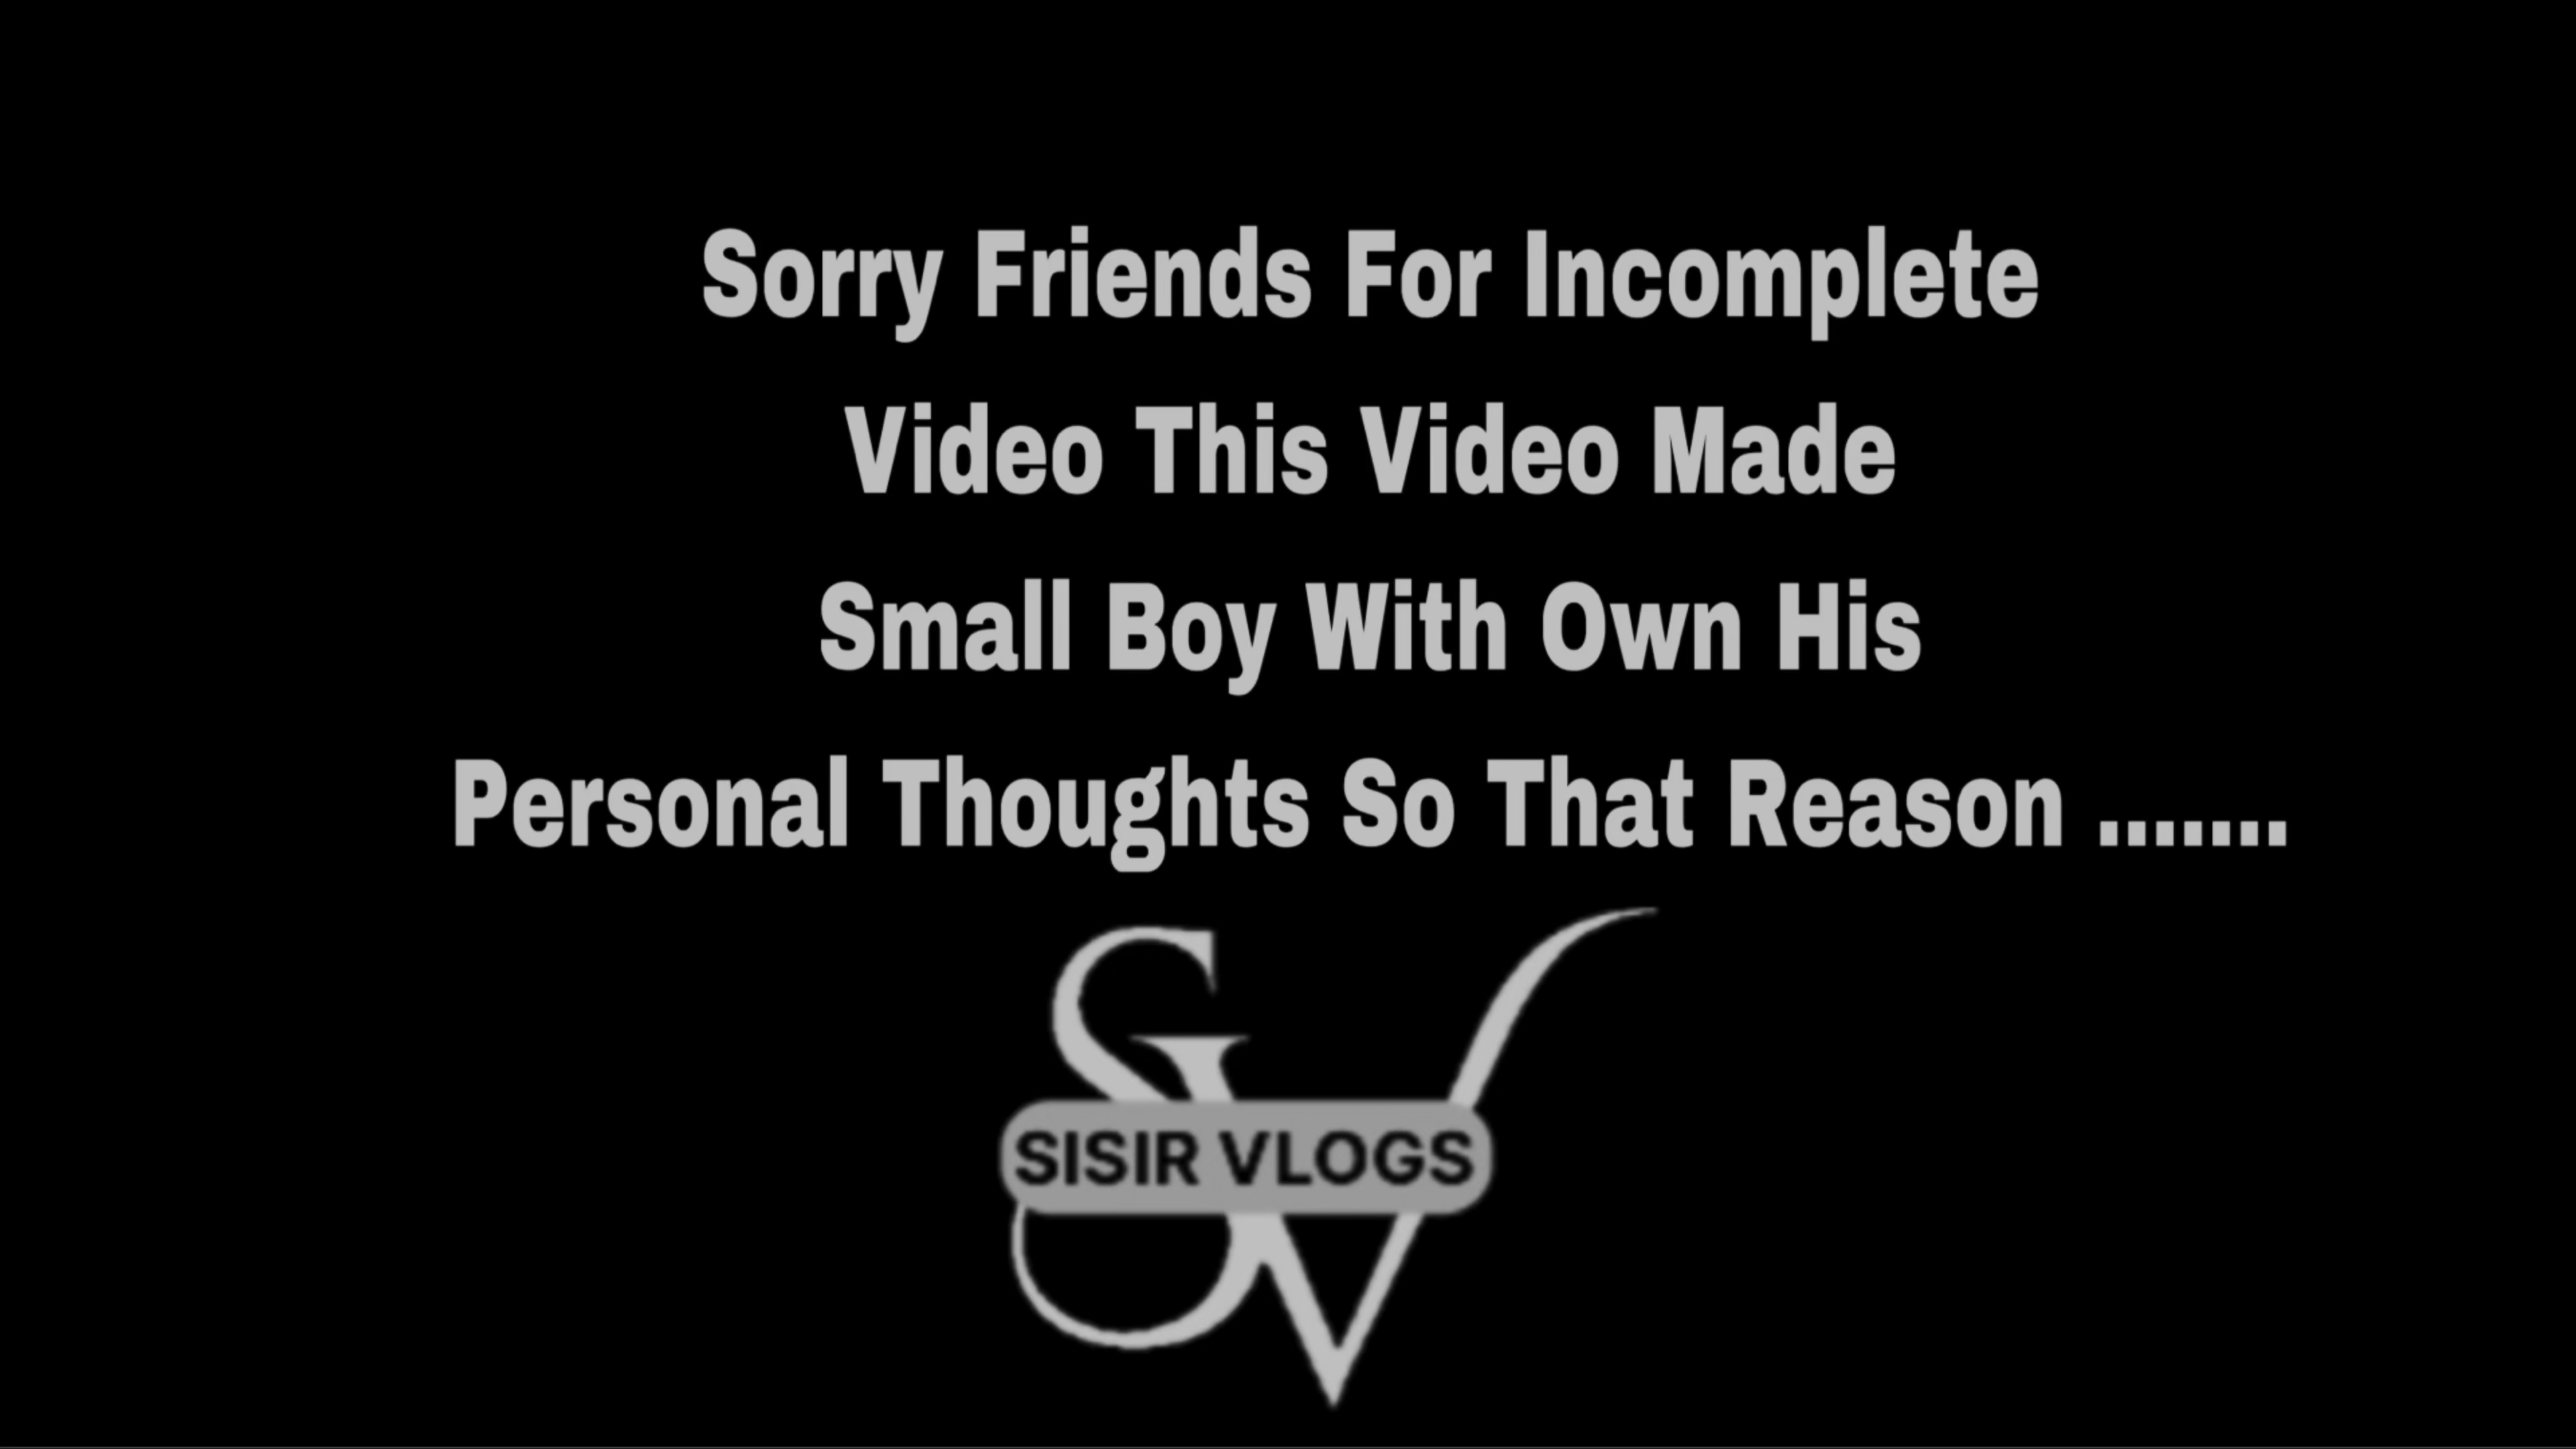 Sorry Friends For Incomplete
Video This Video Made
Small Boy With Own His
Personal Thoughts So That Reason .......
SV
SISIR VLOGS